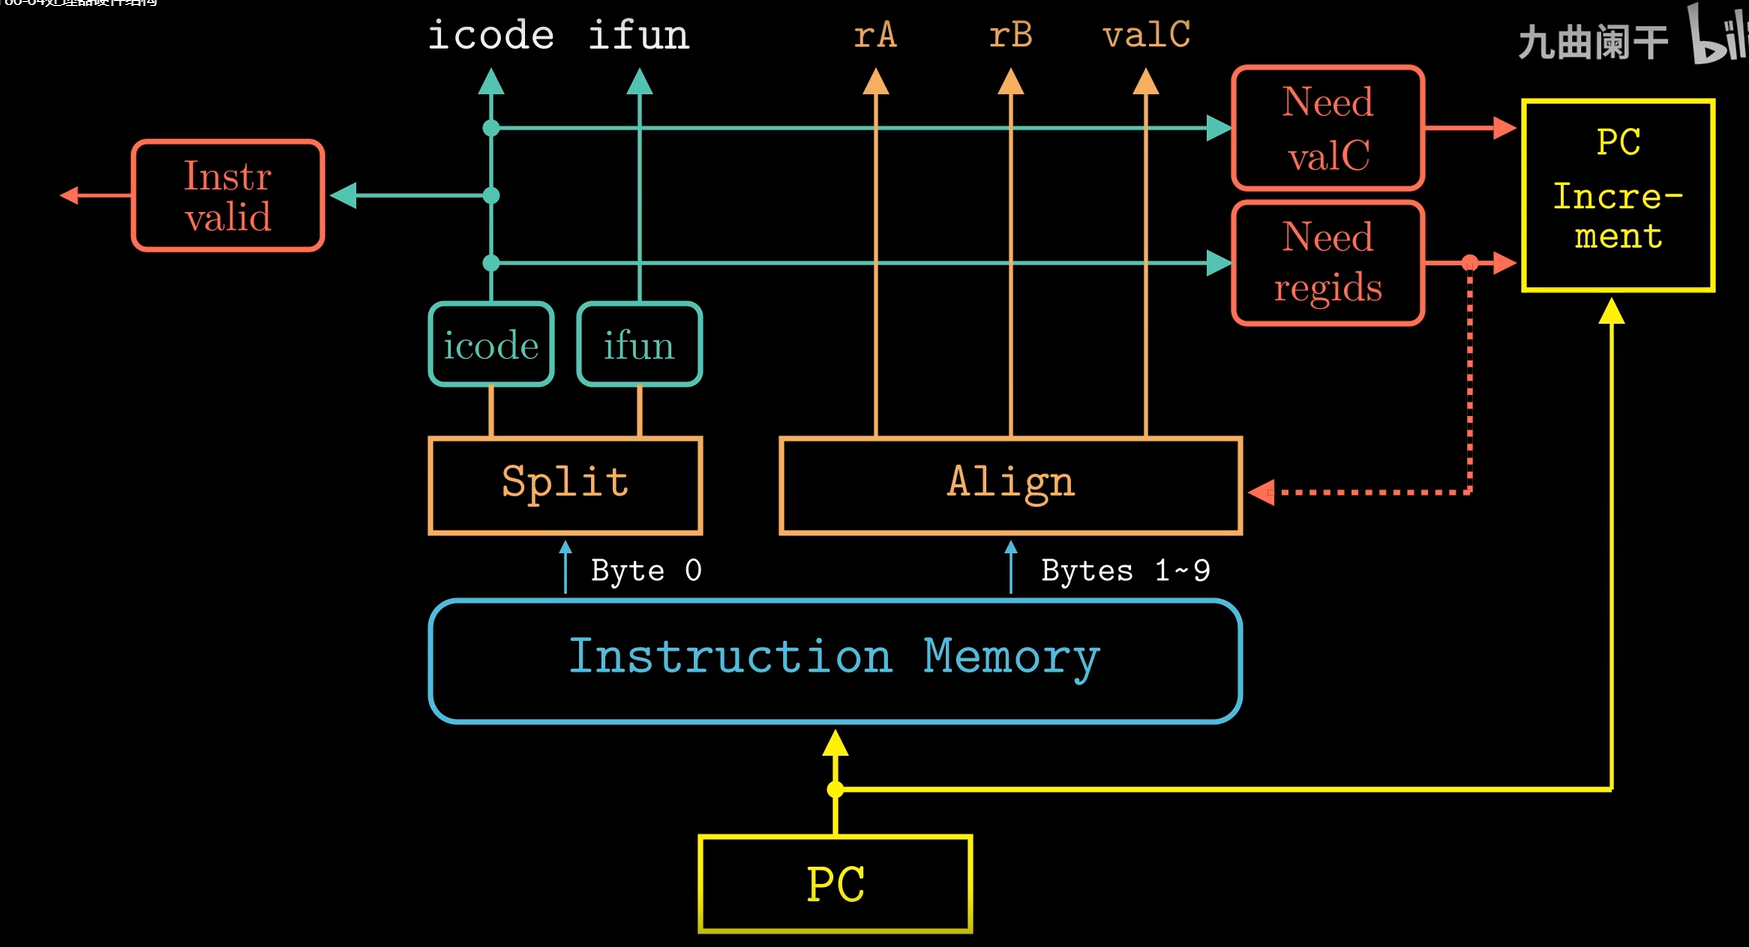 icode ifun rA rB valC
九曲阑干
Need
valC
PC
Incre-
ment
Instr
valid
Need
regids
icode ifun
Split Align
Byte 0 Bytes 1~9
Instruction Memory
PC